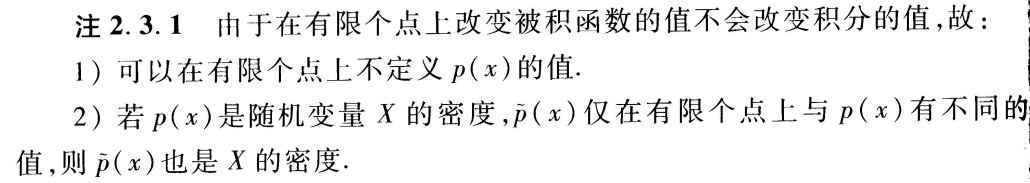 注 2.3.1 由于在有限个点上改变被积函数的值不会改变积分的值,故:
1) 可以在有限个点上不定义 p(x)的值.
2) 若 p(x)是随机变量 X 的密度,p̃(x)仅在有限个点上与 p(x)有不同的
值,则 p̃(x)也是 X 的密度.